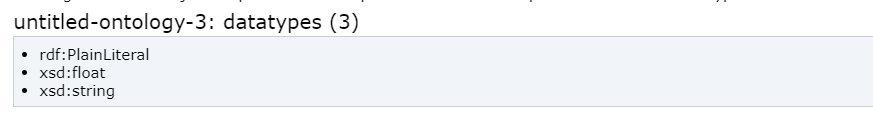 untitled-ontology-3: datatypes (3)
• rdf:PlainLiteral
• xsd:float
• xsd:string